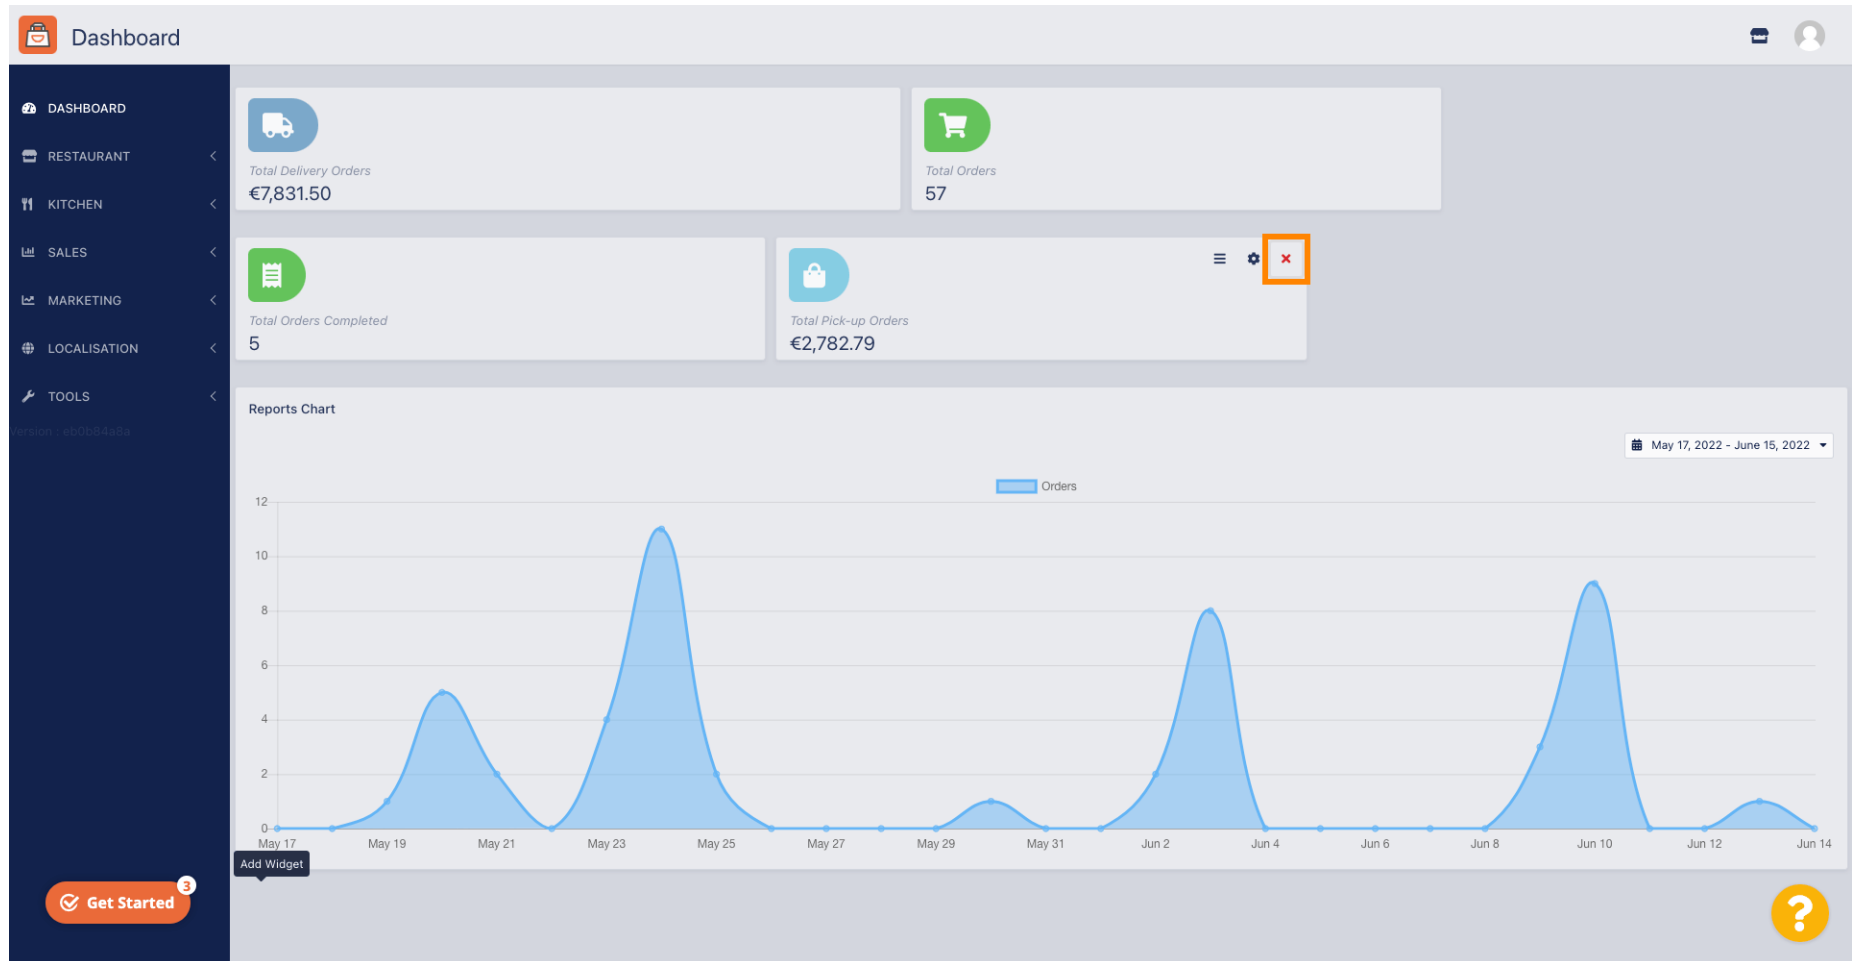 Dashboard
DASHBOARD
RESTAURANT
KITCHEN
SALES
MARKETING
LOCALISATION
TOOLS
Version : eb0b84a8a
Total Delivery Orders
€7,831.50
Total Orders
57
Total Orders Completed
5
Total Pick-up Orders
€2,782.79
Reports Chart
May 17, 2022 - June 15, 2022
Orders
12
10
8
6
4
2
0
May 17 May 19 May 21 May 23 May 25 May 27 May 29 May 31 Jun 2 Jun 4 Jun 6 Jun 8 Jun 10 Jun 12 Jun 14
Add Widget
3
Get Started
?